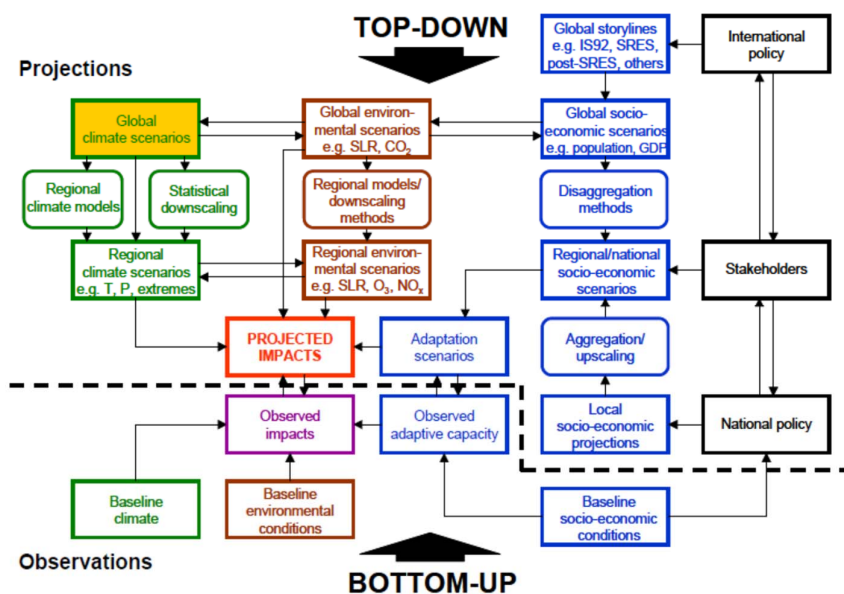 TOP-DOWN
Projections
Global storylines
e.g. IS92, SRES,
post-SRES, others
International
policy
Global
climate scenarios
Global environ-
mental scenarios
e.g. SLR, CO₂
Global socio-
economic scenarios
e.g. population, GDP
Regional
climate models
Statistical
downscaling
Regional models/
downscaling
methods
Disaggregation
methods
Regional
climate scenarios
e.g. T, P, extremes
Regional environ-
mental scenarios
e.g. SLR, O₃, NOₓ
Regional/national
socio-economic
scenarios
Stakeholders
PROJECTED
IMPACTS
Adaptation
scenarios
Aggregation/
upscaling
Observed
impacts
Observed
adaptive capacity
Local
socio-economic
projections
National policy
Baseline
climate
Baseline
environmental
conditions
Baseline
socio-economic
conditions
Observations
BOTTOM-UP